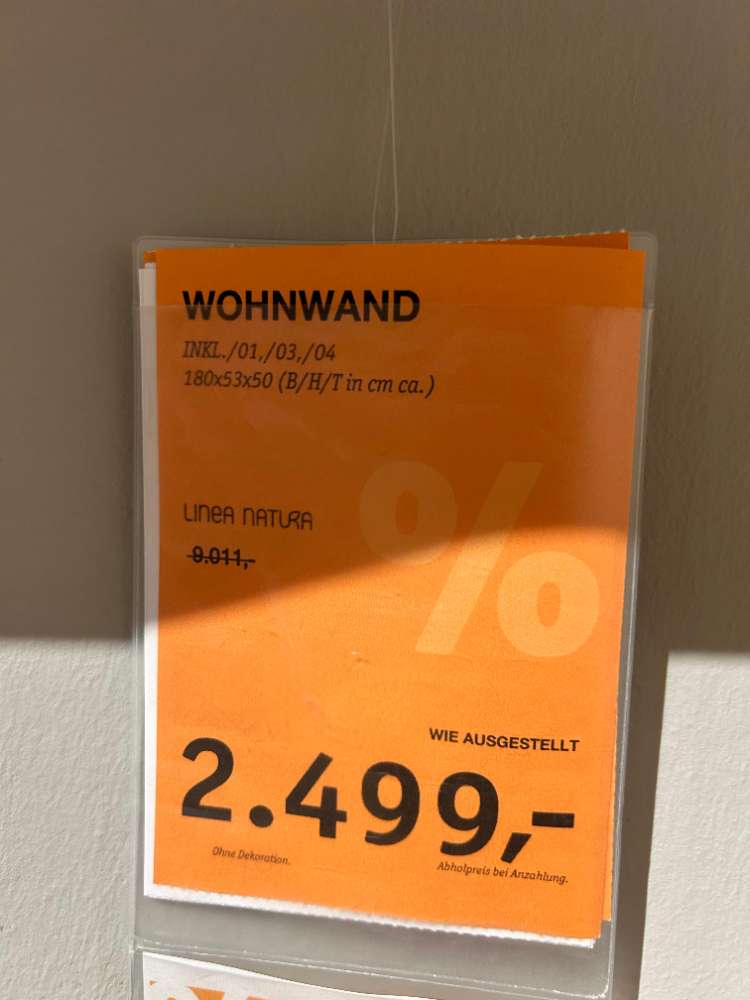 WOHNWAND
INKL./01,/03,/04
180x53x50 (B/H/T in cm ca.)
LINEA NATURA
9.011,-
%
WIE AUSGESTELLT
2.499,-
Ohne Dekoration.
Abholpreis bei Anzahlung.